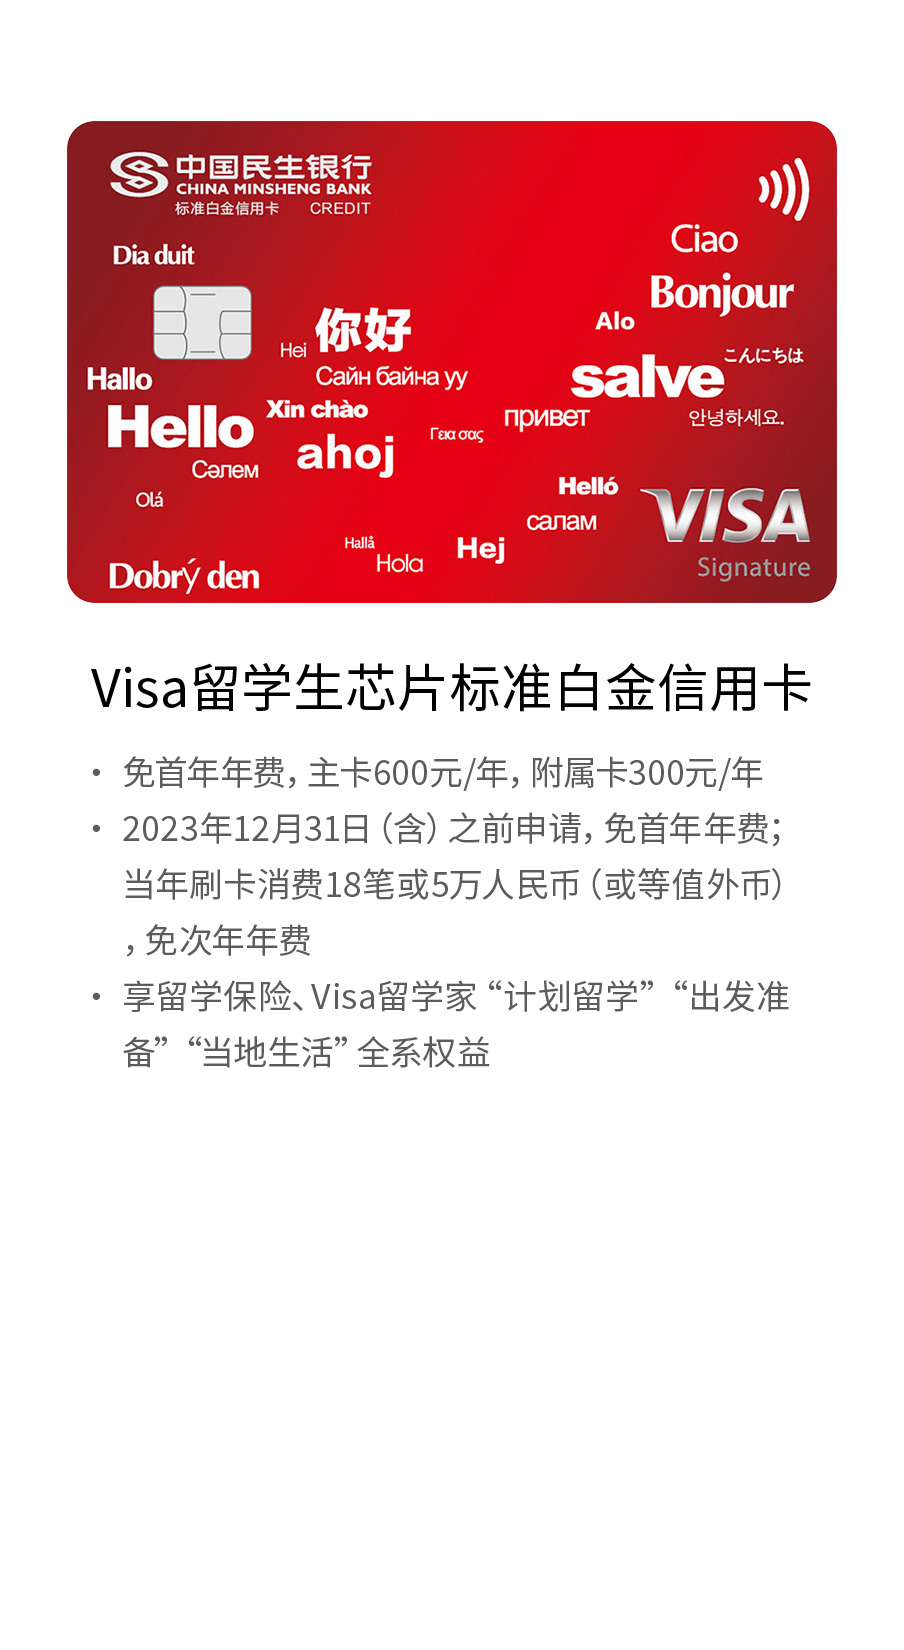 中国民生银行
CHINA MINSHENG BANK
标准白金信用卡 CREDIT
Ciao
Dia duit
Bonjour
Alo
你好
Hei
こんにちは
Hallo
Сайн байна уу
salve
Xin chào
Hello
привет
안녕하세요.
Γεια σας
ahoj
Сәлем
Helló
Olá
салам
VISA
Signature
Hallå
Hej
Hola
Dobrý den
Visa留学生芯片标准白金信用卡
· 免首年年费，主卡600元/年，附属卡300元/年
· 2023年12月31日（含）之前申请，免首年年费；
当年刷卡消费18笔或5万人民币（或等值外币）
，免次年年费
· 享留学保险、Visa留学家“计划留学”“出发准
备”“当地生活”全系权益